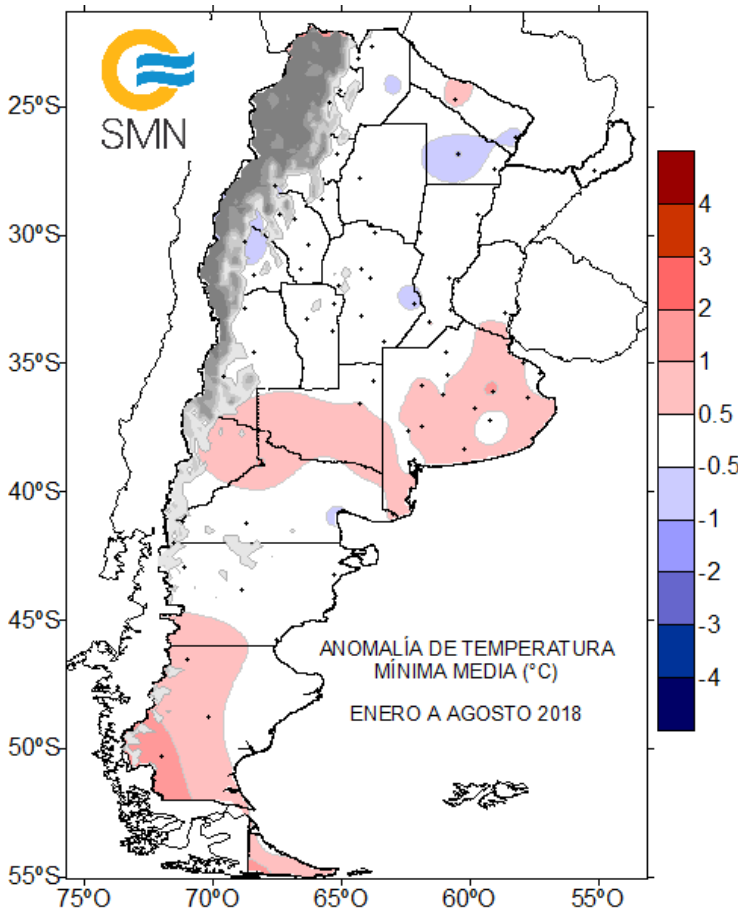 SMN
25ºS
30ºS
35ºS
40ºS
45ºS
50ºS
55ºS
75ºO 70ºO 65ºO 60ºO 55ºO
4
3
2
1
0.5
-0.5
-1
-2
-3
-4
ANOMALÍA DE TEMPERATURA
MÍNIMA MEDIA (°C)
ENERO A AGOSTO 2018